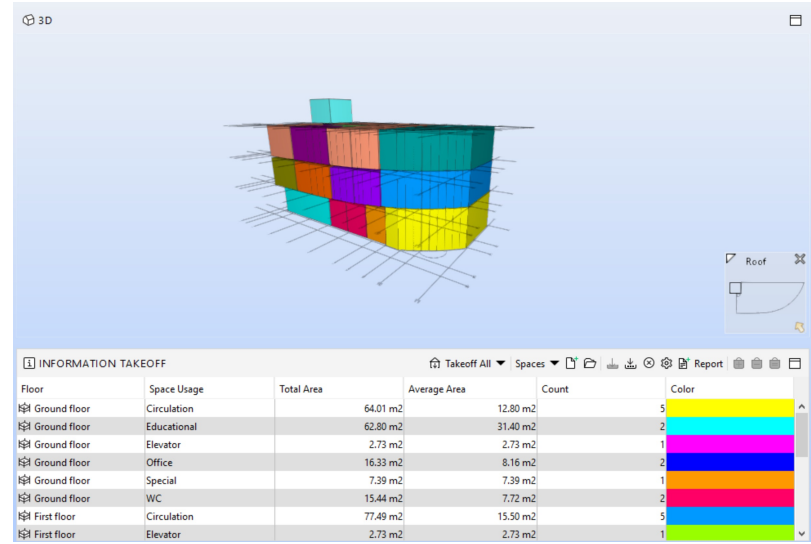 3D
Roof
INFORMATION TAKEOFF
Takeoff All Spaces Report
Floor Space Usage Total Area Average Area Count Color
Ground floor Circulation 64.01 m2 12.80 m2 5
Ground floor Educational 62.80 m2 31.40 m2 2
Ground floor Elevator 2.73 m2 2.73 m2 1
Ground floor Office 16.33 m2 8.16 m2 2
Ground floor Special 7.39 m2 7.39 m2 1
Ground floor WC 15.44 m2 7.72 m2 2
First floor Circulation 77.49 m2 15.50 m2 5
First floor Elevator 2.73 m2 2.73 m2 1